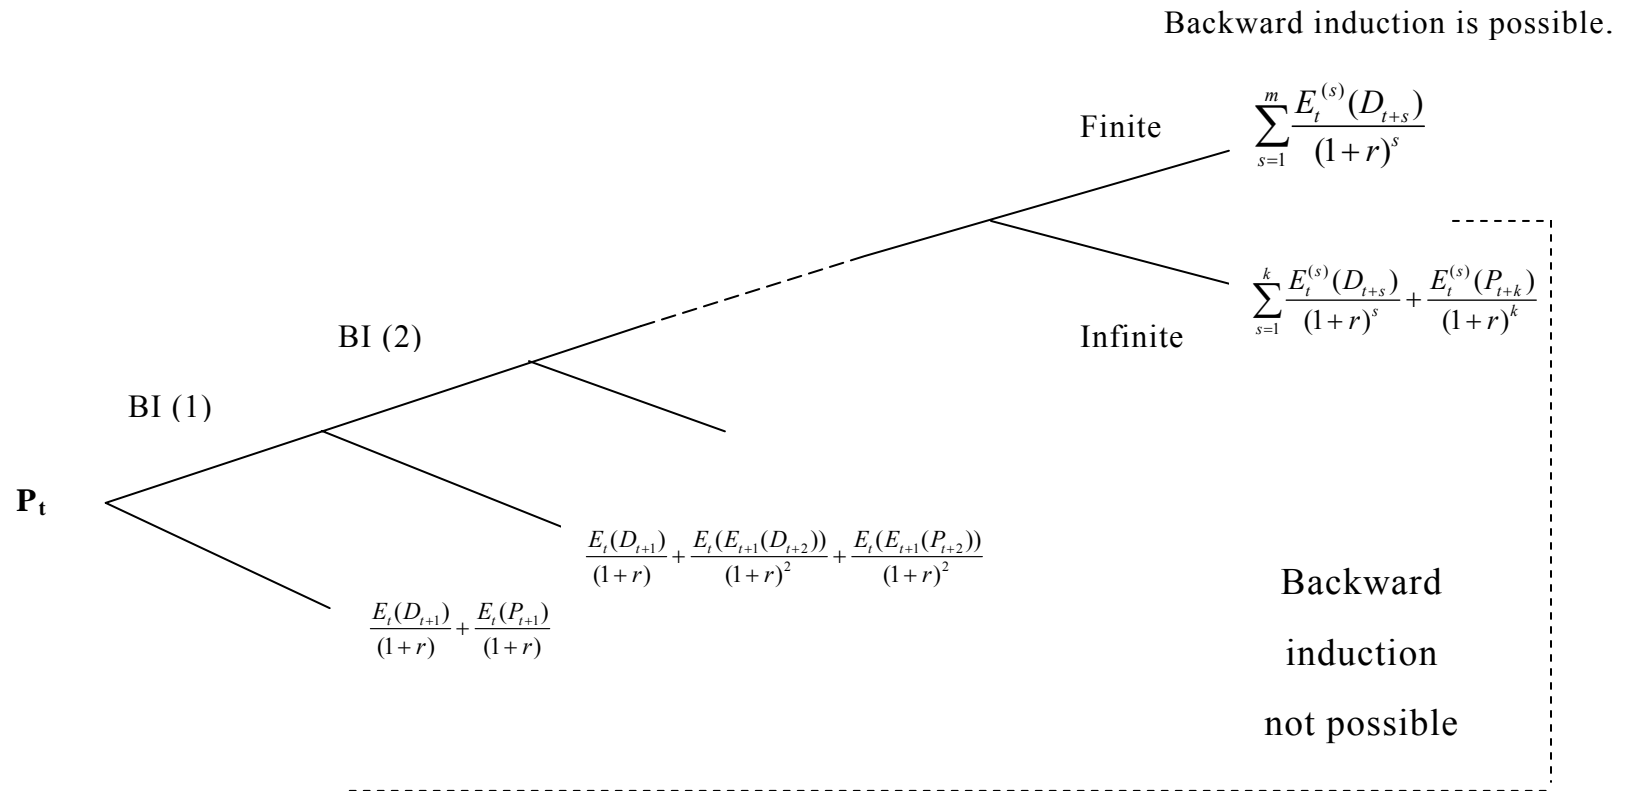 Backward induction is possible.
Finite
$\sum_{s=1}^{m} \frac{E_t^{(s)}(D_{t+s})}{(1+r)^s}$
$\sum_{s=1}^{k} \frac{E_t^{(s)}(D_{t+s})}{(1+r)^s} + \frac{E_t^{(s)}(P_{t+k})}{(1+r)^k}$
Infinite
BI (2)
BI (1)
P_t
$\frac{E_t(D_{t+1})}{(1+r)} + \frac{E_t(E_{t+1}(D_{t+2}))}{(1+r)^2} + \frac{E_t(E_{t+1}(P_{t+2}))}{(1+r)^2}$
$\frac{E_t(D_{t+1})}{(1+r)} + \frac{E_t(P_{t+1})}{(1+r)}$
Backward
induction
not possible